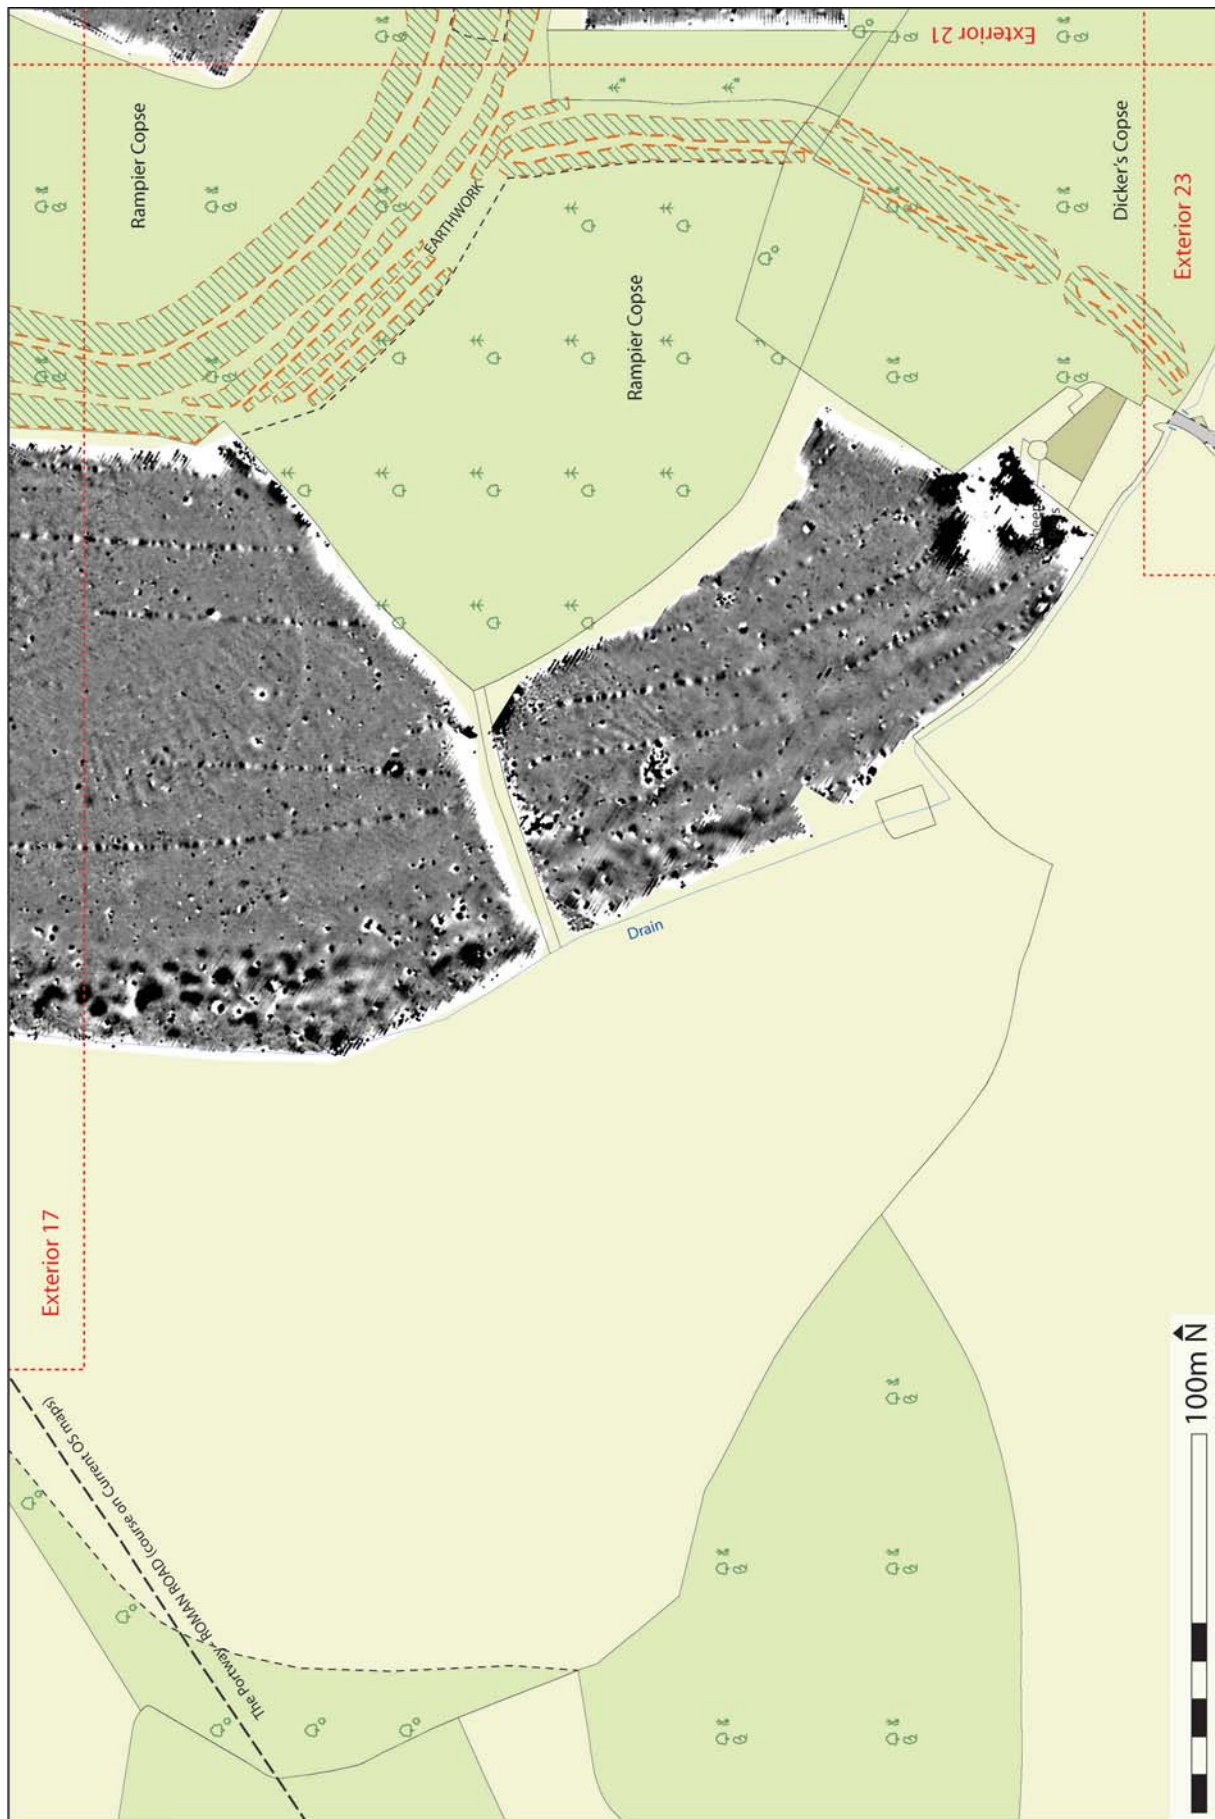 Rampier Copse
Exterior 21
EARTHWORK
Dicker's Copse
Exterior 23
Rampier Copse
Drain
Exterior 17
The Portway - ROMAN ROAD (course on Current OS maps)
100m N